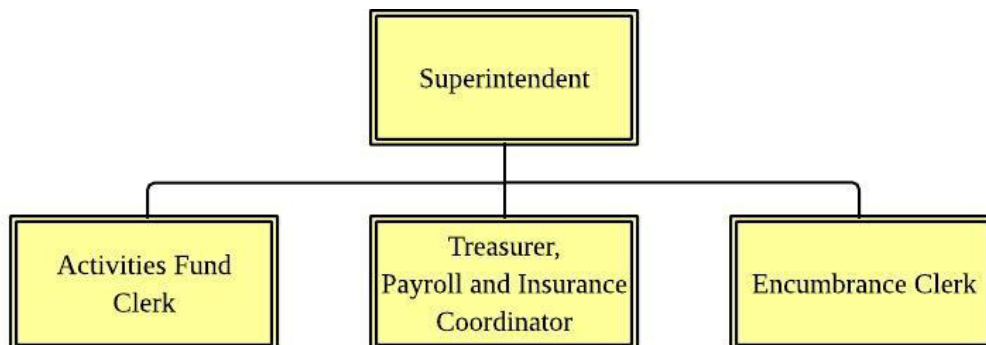 Superintendent
Activities Fund
Clerk
Treasurer,
Payroll and Insurance
Coordinator
Encumbrance Clerk